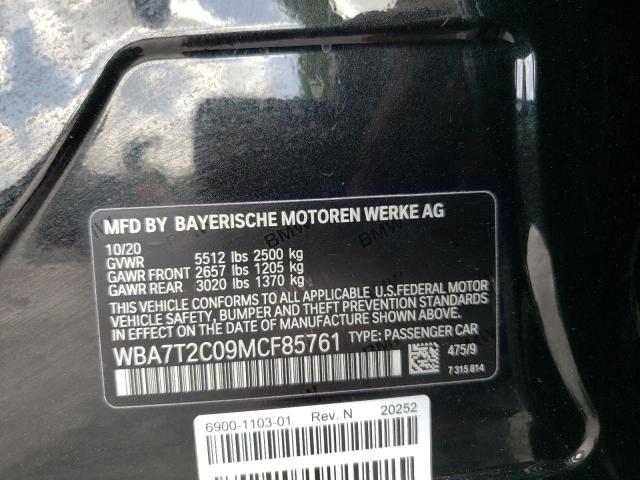 MFD BY BAYERISCHE MOTOREN WERKE AG
10/20
GVWR 5512 lbs 2500 kg
GAWR FRONT 2657 lbs 1205 kg
GAWR REAR 3020 lbs 1370 kg
THIS VEHICLE CONFORMS TO ALL APPLICABLE U.S.FEDERAL MOTOR
VEHICLE SAFETY, BUMPER, AND THEFT PREVENTION STANDARDS
IN EFFECT ON THE DATE OF MANUFACTURE SHOWN ABOVE.
WBA7T2C09MCF85761 TYPE: PASSENGER CAR
475/9
7 315 814
6900-1103-01 Rev. N 20252